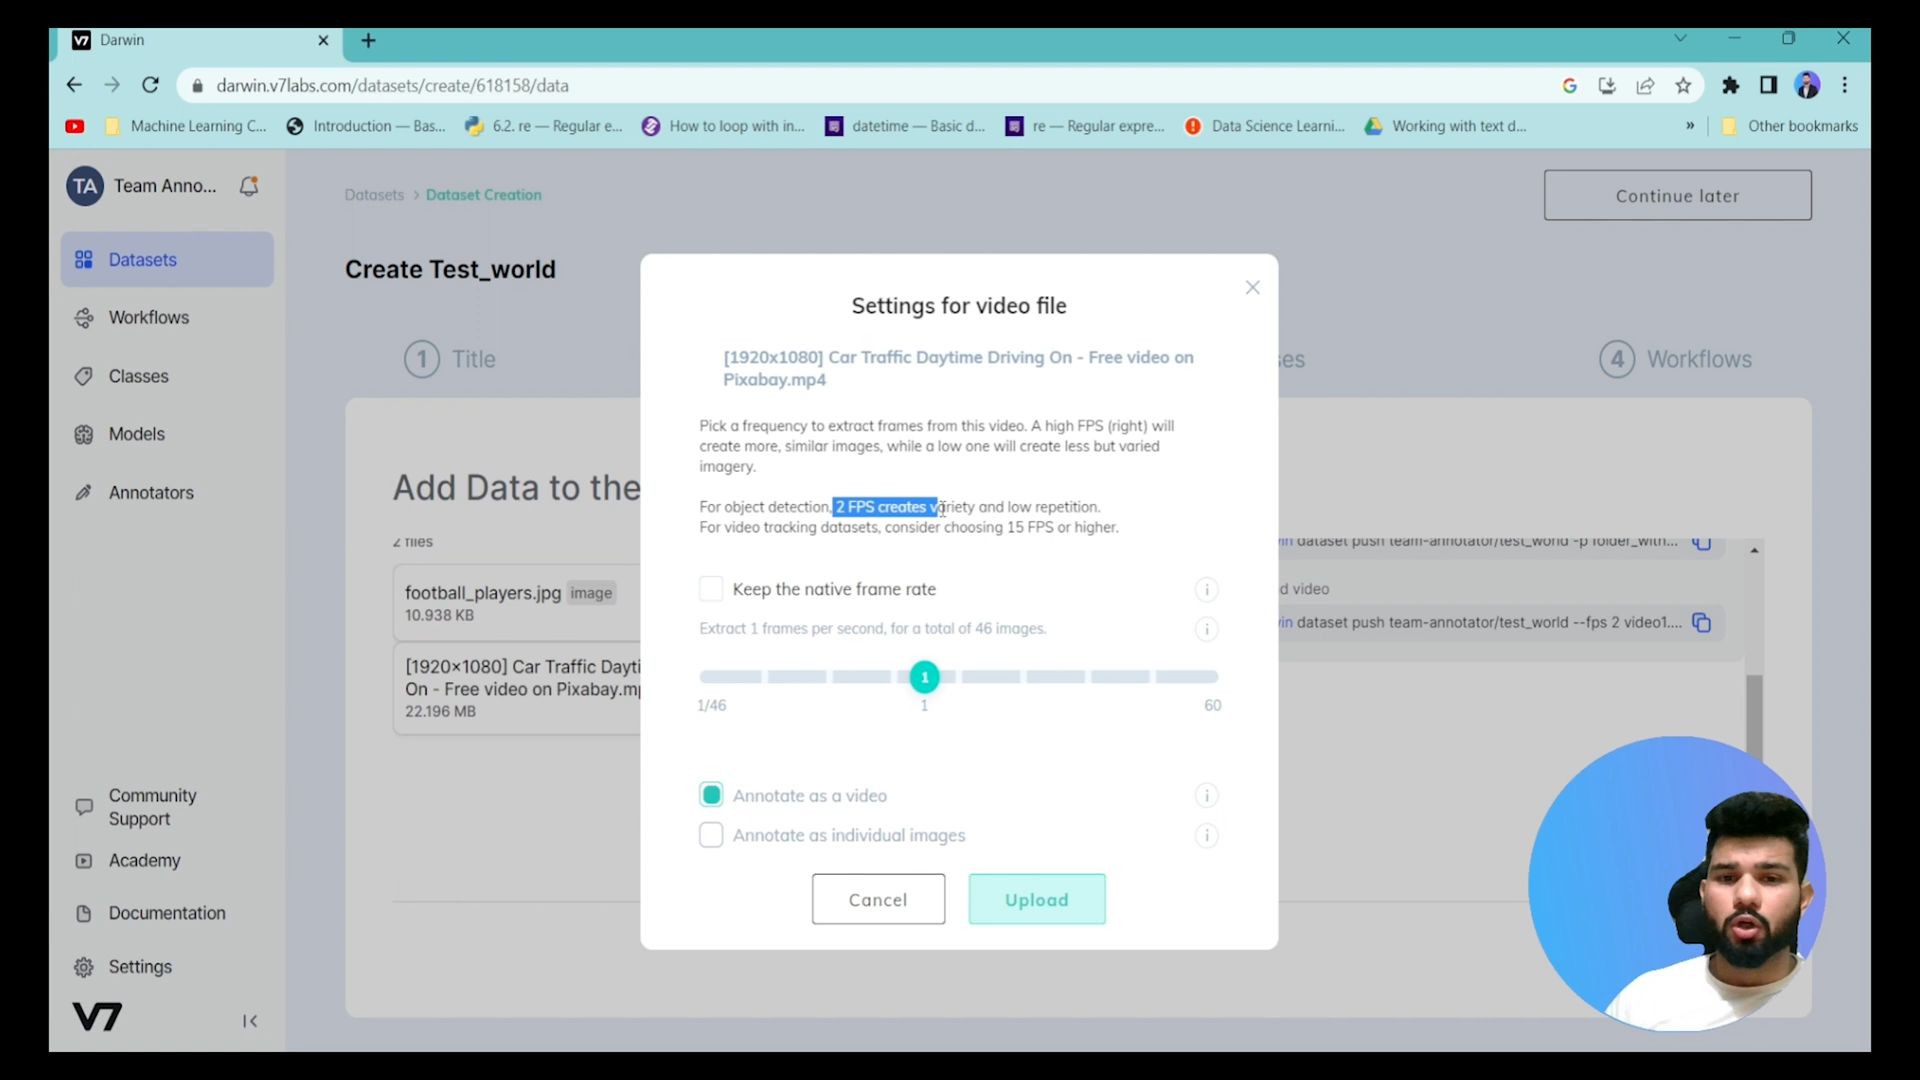 V7 Darwin
darwin.v7labs.com/datasets/create/618158/data
Machine Learning C... Introduction — Bas... 6.2. re — Regular e... How to loop with in... datetime — Basic d... re — Regular expre... Data Science Learni... Working with text d... » Other bookmarks
TA Team Anno...
Datasets > Dataset Creation
Continue later
Datasets
Create Test_world
Workflows
1 Title
4 Workflows
Classes
Models
Annotators
Add Data to the
2 files
football_players.jpg image
10.938 KB
[1920×1080] Car Traffic Dayti
On - Free video on Pixabay.m
22.196 MB
Settings for video file
[1920x1080] Car Traffic Daytime Driving On - Free video on
Pixabay.mp4
Pick a frequency to extract frames from this video. A high FPS (right) will
create more, similar images, while a low one will create less but varied
imagery.
For object detection, 2 FPS creates variety and low repetition.
For video tracking datasets, consider choosing 15 FPS or higher.
Keep the native frame rate
Extract 1 frames per second, for a total of 46 images.
1
1/46 1 60
Annotate as a video
Annotate as individual images
Cancel Upload
dataset push team-annotator/test_world -p folder_with...
d video
dataset push team-annotator/test_world --fps 2 video1....
Community
Support
Academy
Documentation
Settings
V7